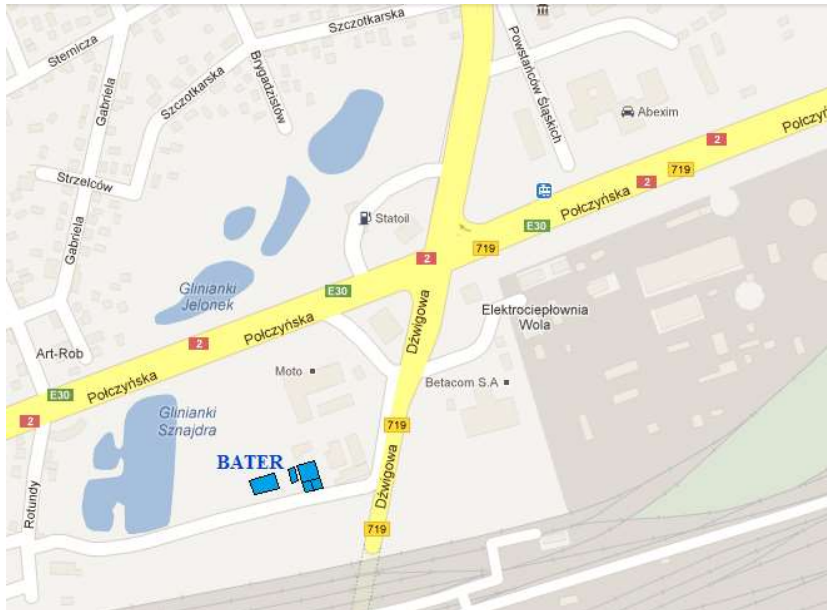 Szczotkarska
Sternicza
Szczotkarska
Brygadzistów
Gabriela
Powstańców Śląskich
Abexim
2
Połczyń
719
2
Połczyńska
E30
719
Strzelców
Statoil
Gabriela
2
Glinianki
Jelonek
E30
Połczyńska
2
Elektrociepłownia
Wola
Dźwigowa
Art-Rob
Połczyńska
E30
2
Moto
Betacom S.A
Glinianki
Sznajdra
719
BATER
Dźwigowa
Rotundy
719